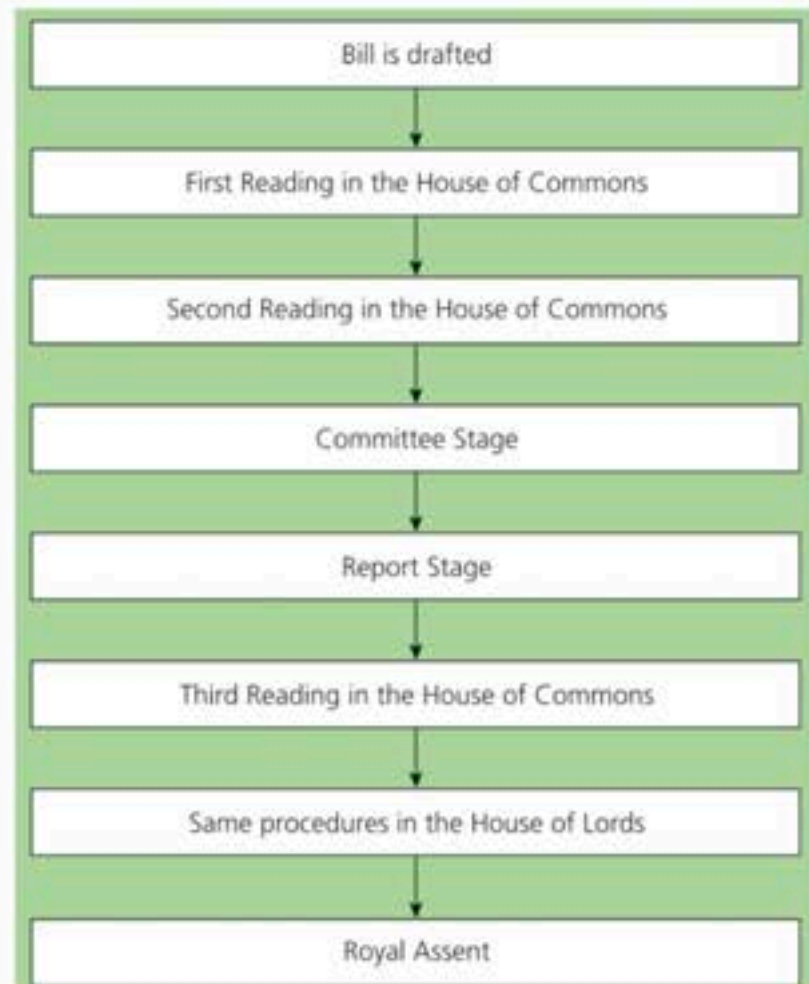 Bill is drafted
First Reading in the House of Commons
Second Reading in the House of Commons
Committee Stage
Report Stage
Third Reading in the House of Commons
Same procedures in the House of Lords
Royal Assent